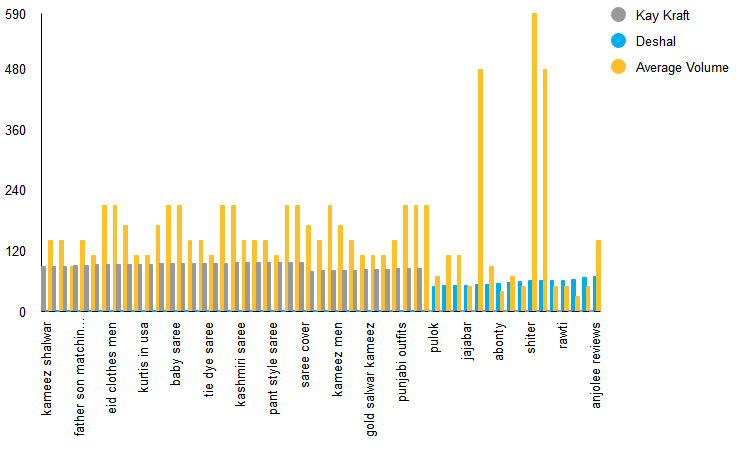 590
480
360
240
120
0
Kay Kraft
Deshal
Average Volume
kameez shalwar
father son matchin...
eid clothes men
kurtis in usa
baby saree
tie dye saree
kashmiri saree
pant style saree
saree cover
kameez men
gold salwar kameez
punjabi outfits
pulok
jajabar
abonty
shiter
rawti
anjolee reviews